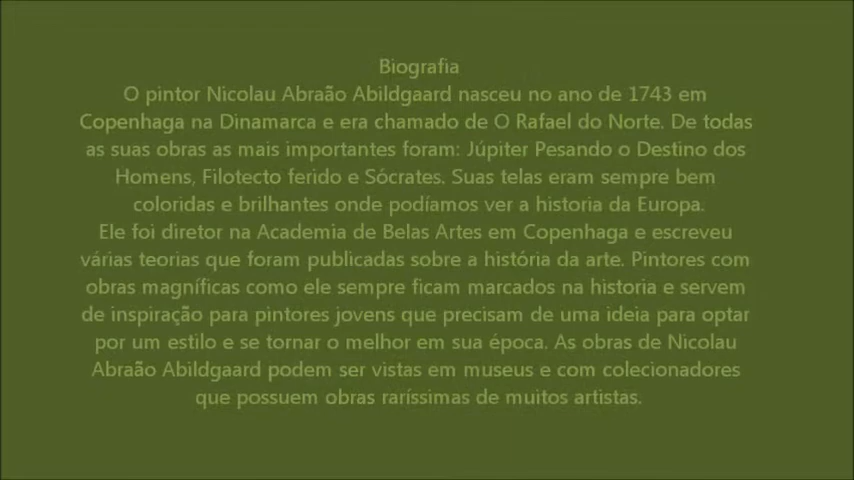 Biografia
O pintor Nicolau Abraão Abildgaard nasceu no ano de 1743 em
Copenhaga na Dinamarca e era chamado de O Rafael do Norte. De todas
as suas obras as mais importantes foram: Júpiter Pesando o Destino dos
Homens, Filotecto ferido e Sócrates. Suas telas eram sempre bem
coloridas e brilhantes onde podíamos ver a historia da Europa.
Ele foi diretor na Academia de Belas Artes em Copenhaga e escreveu
várias teorias que foram publicadas sobre a história da arte. Pintores com
obras magníficas como ele sempre ficam marcados na historia e servem
de inspiração para pintores jovens que precisam de uma ideia para optar
por um estilo e se tornar o melhor em sua época. As obras de Nicolau
Abraão Abildgaard podem ser vistas em museus e com colecionadores
que possuem obras raríssimas de muitos artistas.